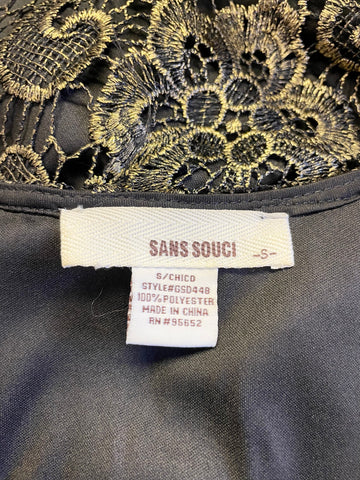 SANS SOUCI
-S-
S/CHICO
STYLE#GSD448
100% POLYESTER
MADE IN CHINA
RN #95652